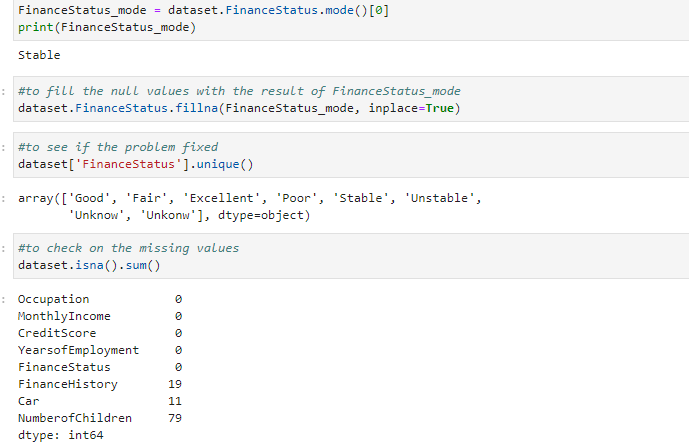 FinanceStatus_mode = dataset.FinanceStatus.mode()[0]
print(FinanceStatus_mode)
Stable
: #to fill the null values with the result of FinanceStatus_mode
dataset.FinanceStatus.fillna(FinanceStatus_mode, inplace=True)
: #to see if the problem fixed
dataset['FinanceStatus'].unique()
: array(['Good', 'Fair', 'Excellent', 'Poor', 'Stable', 'Unstable',
'Unknow', 'Unkonw'], dtype=object)
: #to check on the missing values
dataset.isna().sum()
: Occupation 0
MonthlyIncome 0
CreditScore 0
YearsofEmployment 0
FinanceStatus 0
FinanceHistory 19
Car 11
NumberofChildren 79
dtype: int64